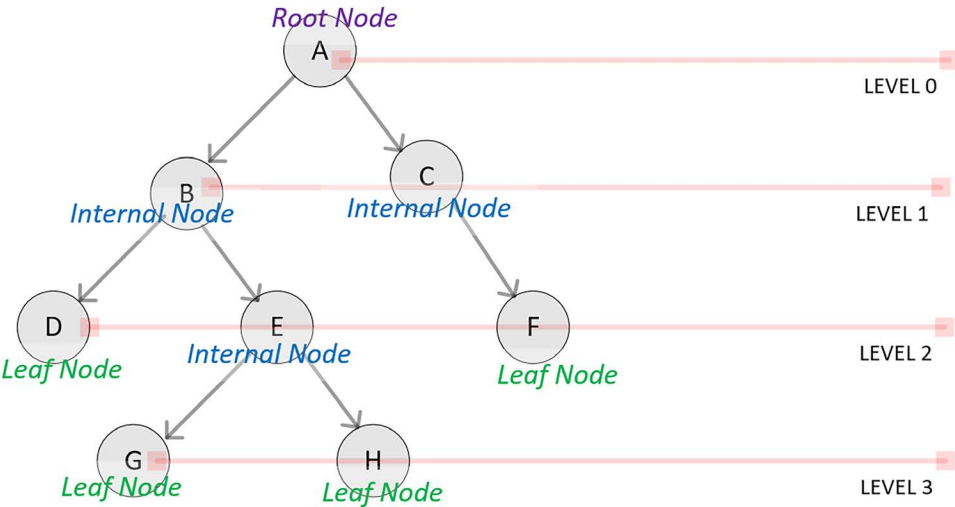 Root Node
A
LEVEL 0
B
C
Internal Node
Internal Node
LEVEL 1
D
E
F
Internal Node
LEVEL 2
Leaf Node
Leaf Node
G
H
Leaf Node
Leaf Node
LEVEL 3